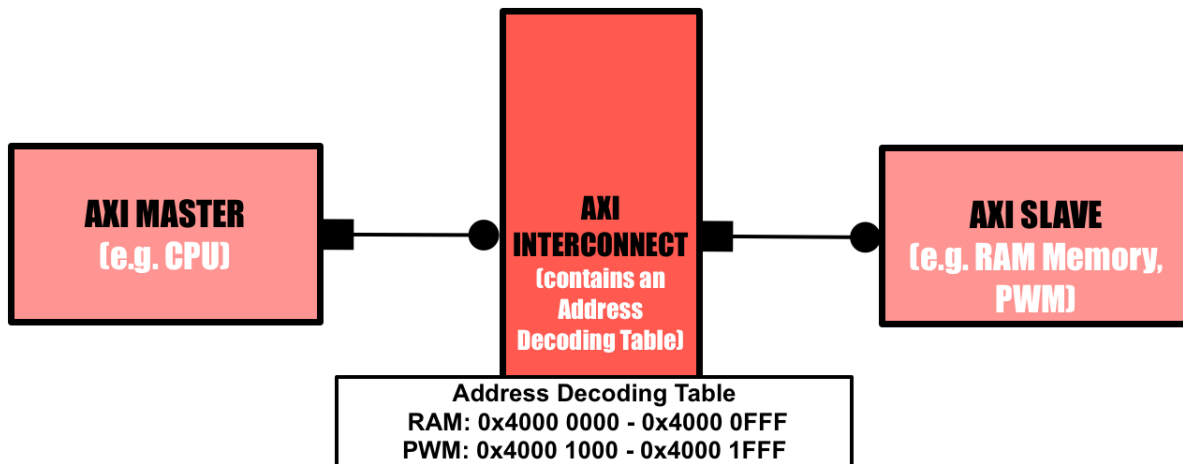 AXI MASTER
(e.g. CPU)
AXI
INTERCONNECT
(contains an
Address
Decoding Table)
AXI SLAVE
(e.g. RAM Memory,
PWM)
Address Decoding Table
RAM: 0x4000 0000 - 0x4000 0FFF
PWM: 0x4000 1000 - 0x4000 1FFF